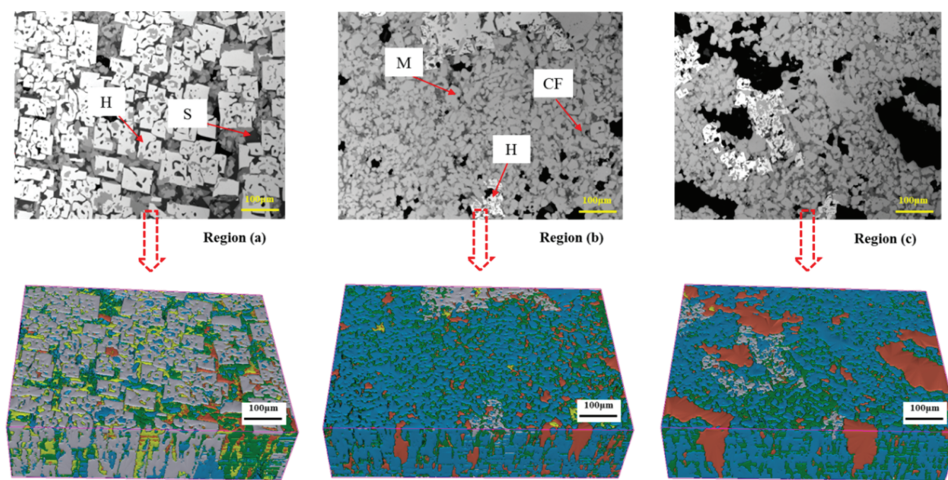 H
S
100μm
Region (a)
M
CF
H
100μm
Region (b)
100μm
Region (c)
100μm
100μm
100μm